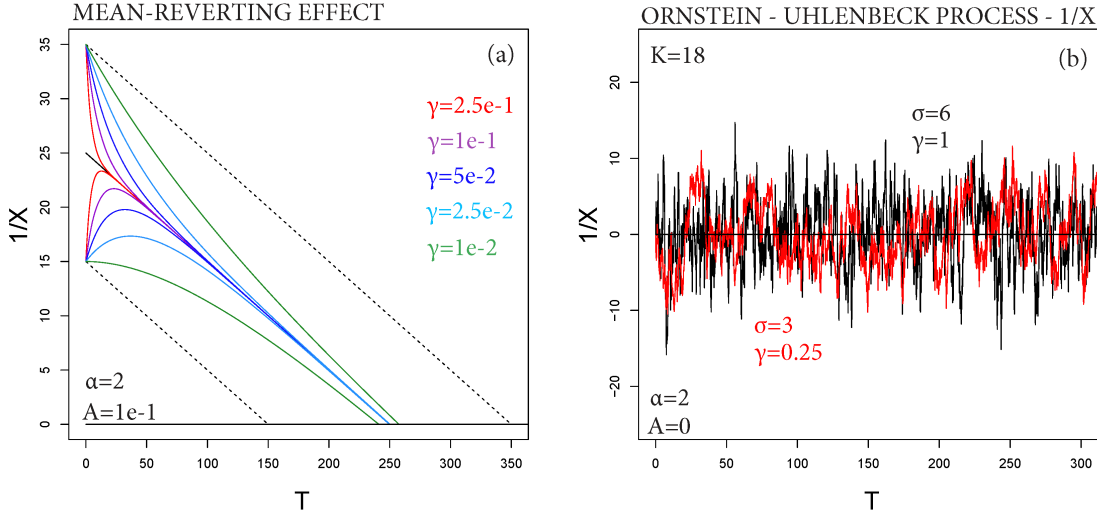 MEAN-REVERTING EFFECT
(a)
γ=2.5e-1
γ=1e-1
γ=5e-2
γ=2.5e-2
γ=1e-2
α=2
A=1e-1
1/X
35
30
25
20
15
10
5
0
0 50 100 150 200 250 300 350
T
ORNSTEIN - UHLENBECK PROCESS - 1/X
K=18
(b)
σ=6
γ=1
σ=3
γ=0.25
α=2
A=0
1/X
20
10
0
-10
-20
0 50 100 150 200 250 300
T